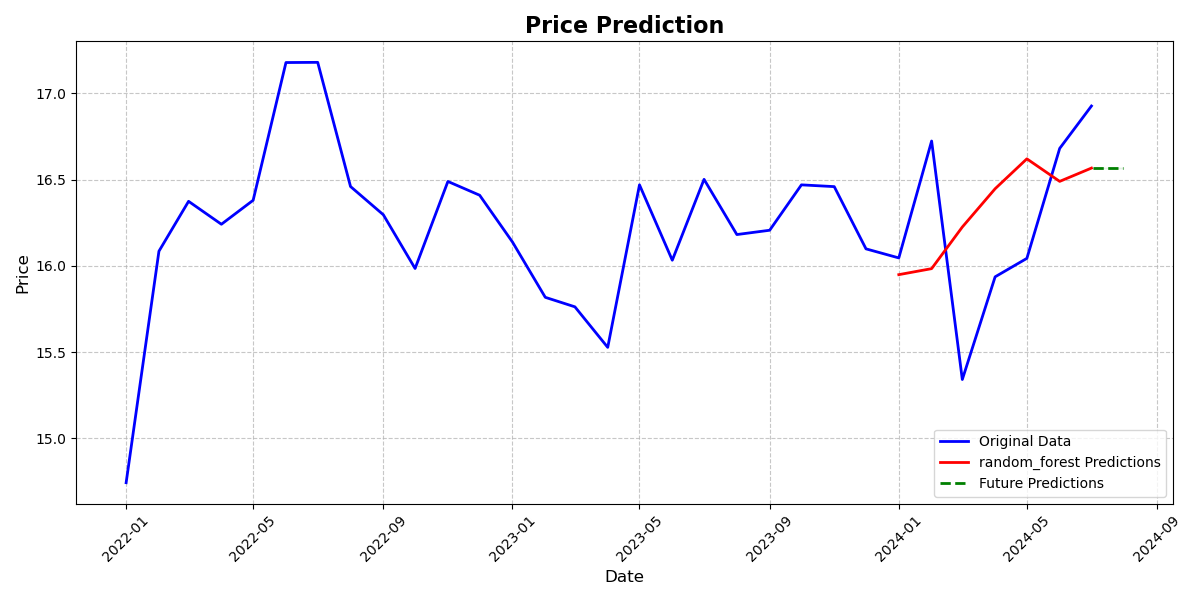 Price Prediction
17.0
16.5
16.0
15.5
15.0
Price
Original Data
random_forest Predictions
Future Predictions
2022-01
2022-05
2022-09
2023-01
2023-05
2023-09
2024-01
2024-05
2024-09
Date